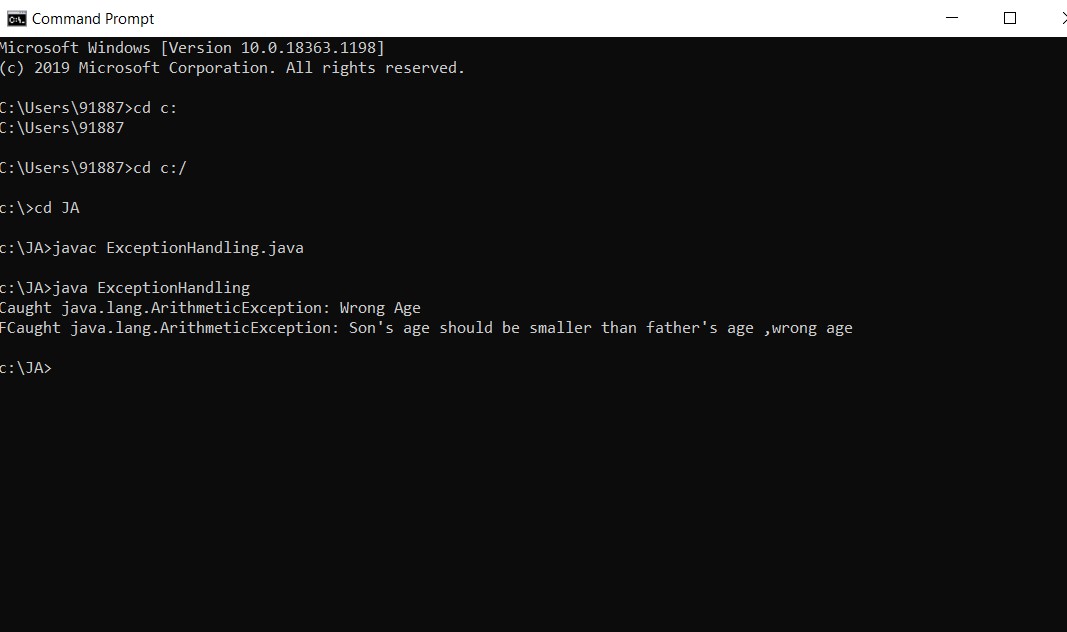 Command Prompt
Microsoft Windows [Version 10.0.18363.1198]
(c) 2019 Microsoft Corporation. All rights reserved.
C:\Users\91887>cd c:
C:\Users\91887
C:\Users\91887>cd c:/
c:\>cd JA
c:\JA>javac ExceptionHandling.java
c:\JA>java ExceptionHandling
Caught java.lang.ArithmeticException: Wrong Age
FCaught java.lang.ArithmeticException: Son's age should be smaller than father's age ,wrong age
c:\JA>